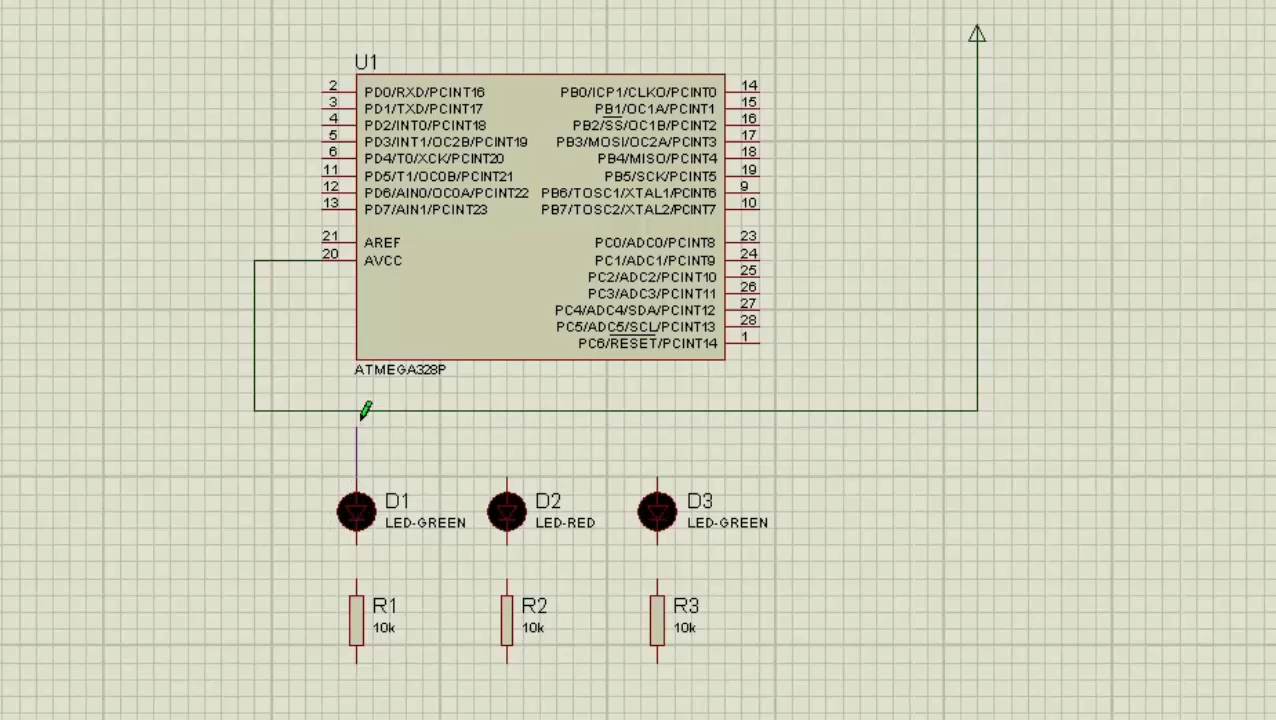 U1
2 PD0/RXD/PCINT16 PB0/ICP1/CLKO/PCINT0 14
3 PD1/TXD/PCINT17 PB1/OC1A/PCINT1 15
4 PD2/INT0/PCINT18 PB2/SS/OC1B/PCINT2 16
5 PD3/INT1/OC2B/PCINT19 PB3/MOSI/OC2A/PCINT3 17
6 PD4/T0/XCK/PCINT20 PB4/MISO/PCINT4 18
11 PD5/T1/OC0B/PCINT21 PB5/SCK/PCINT5 19
12 PD6/AIN0/OC0A/PCINT22 PB6/TOSC1/XTAL1/PCINT6 9
13 PD7/AIN1/PCINT23 PB7/TOSC2/XTAL2/PCINT7 10
21 AREF PC0/ADC0/PCINT8 23
20 AVCC PC1/ADC1/PCINT9 24
PC2/ADC2/PCINT10 25
PC3/ADC3/PCINT11 26
PC4/ADC4/SDA/PCINT12 27
PC5/ADC5/SCL/PCINT13 28
PC6/RESET/PCINT14 1
ATMEGA328P
D1 D2 D3
LED-GREEN LED-RED LED-GREEN
R1 R2 R3
10k 10k 10k